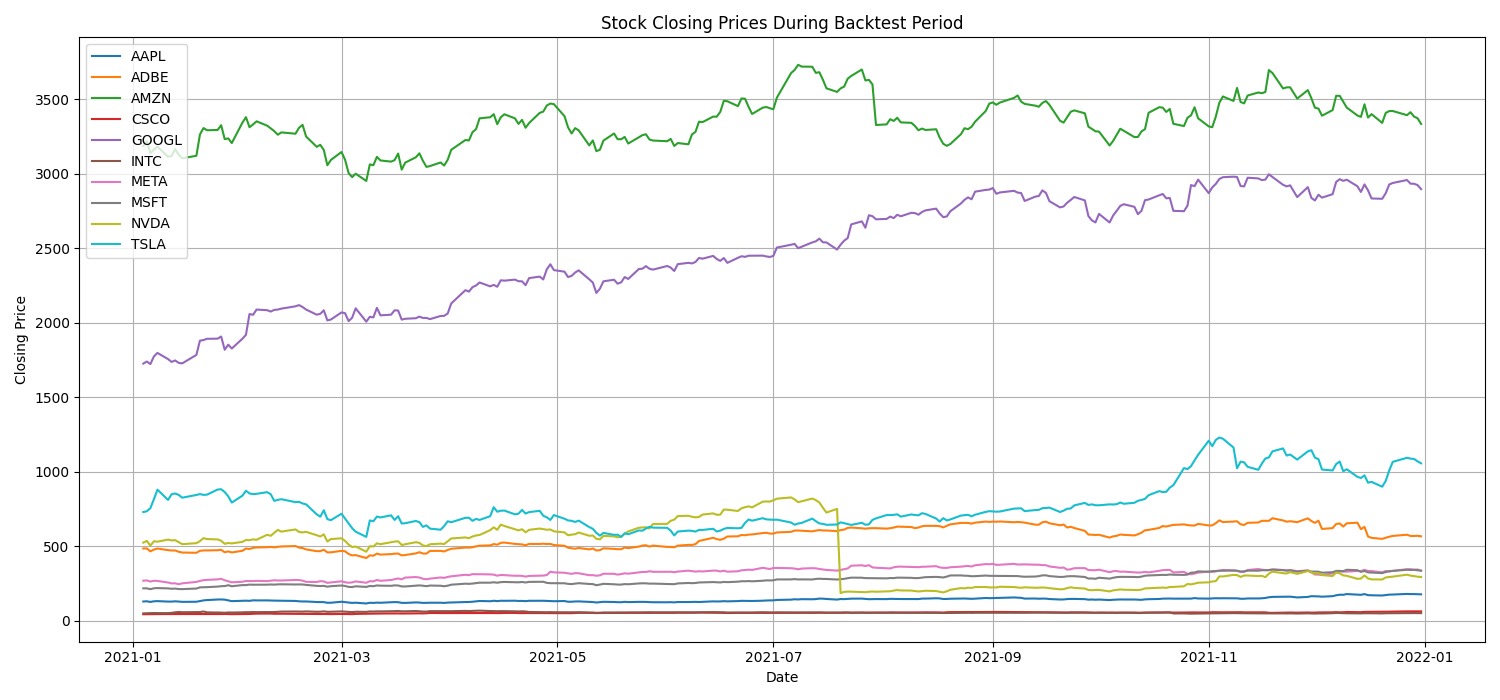 Stock Closing Prices During Backtest Period
AAPL
ADBE
AMZN
CSCO
GOOGL
INTC
META
MSFT
NVDA
TSLA
Closing Price
3500
3000
2500
2000
1500
1000
500
0
2021-01 2021-03 2021-05 2021-07 2021-09 2021-11 2022-01
Date